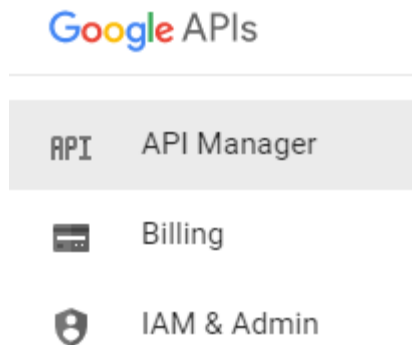 Google APIs
API API Manager
Billing
IAM & Admin